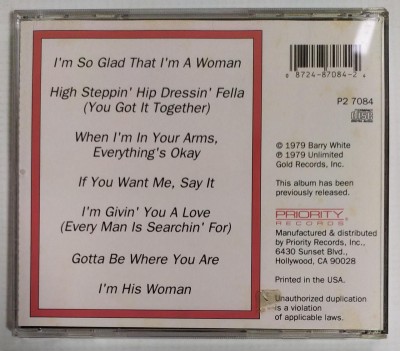 I'm So Glad That I'm A Woman
High Steppin' Hip Dressin' Fella
(You Got It Together)
When I'm In Your Arms,
Everything's Okay
If You Want Me, Say It
I'm Givin' You A Love
(Every Man Is Searchin' For)
Gotta Be Where You Are
I'm His Woman
0 8724-87084-2
P2 7084
© 1979 Barry White
℗ 1979 Unlimited
Gold Records, Inc.
This album has been
previously released.
PRIORITY
RECORDS
Manufactured & distributed
by Priority Records, Inc.,
6430 Sunset Blvd.,
Hollywood, CA 90028
Printed in the USA.
Unauthorized duplication
is a violation
of applicable laws.